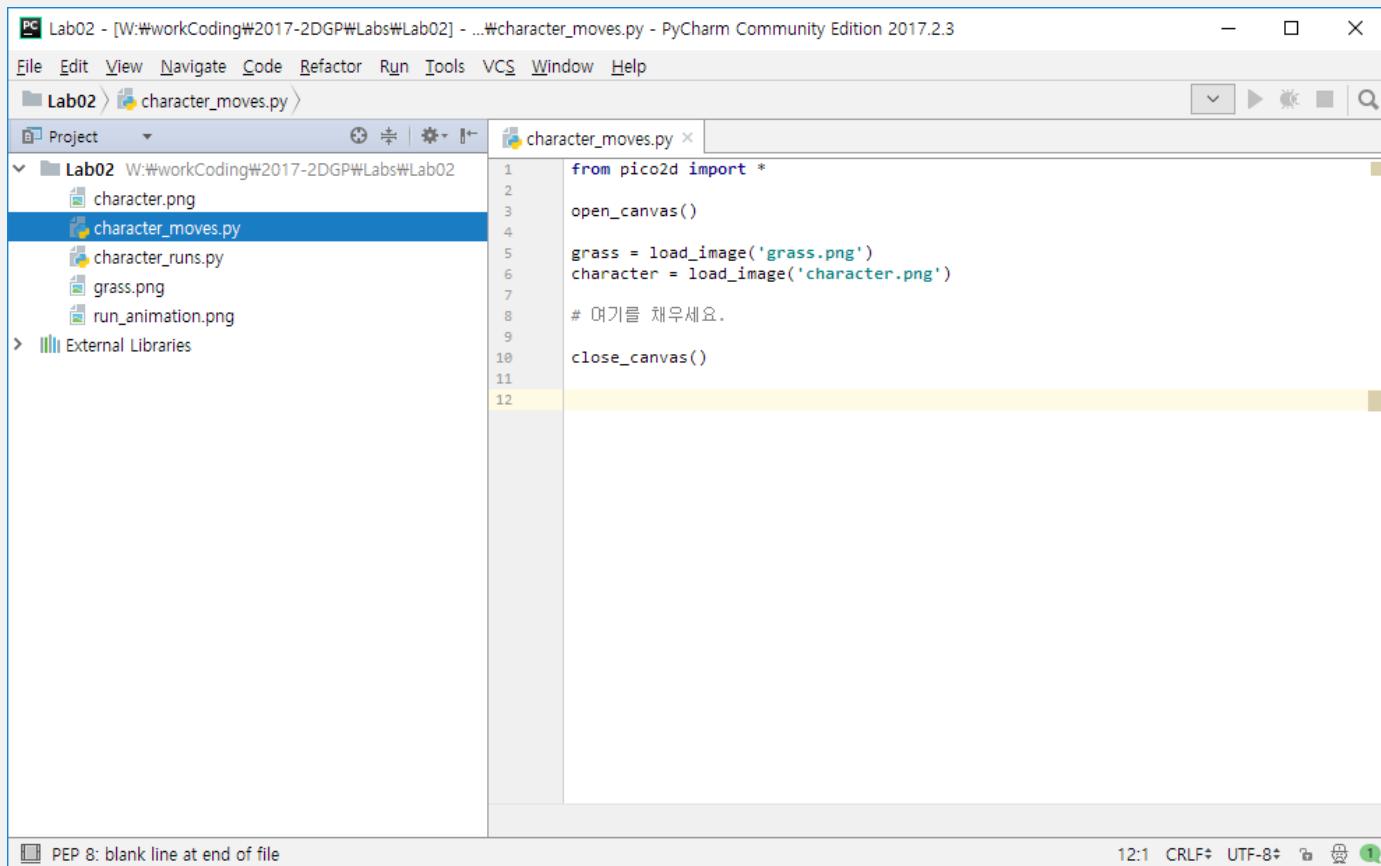 Lab02 - [W:₩workCoding₩2017-2DGP₩Labs₩Lab02] - ...₩character_moves.py - PyCharm Community Edition 2017.2.3
File Edit View Navigate Code Refactor Run Tools VCS Window Help
Lab02 character_moves.py
Project
character_moves.py
Lab02 W:₩workCoding₩2017-2DGP₩Labs₩Lab02
character.png
character_moves.py
character_runs.py
grass.png
run_animation.png
External Libraries
1 from pico2d import *
2
3 open_canvas()
4
5 grass = load_image('grass.png')
6 character = load_image('character.png')
7
8 # 여기를 채우세요.
9
10 close_canvas()
11
12
PEP 8: blank line at end of file 12:1 CRLF UTF-8 1